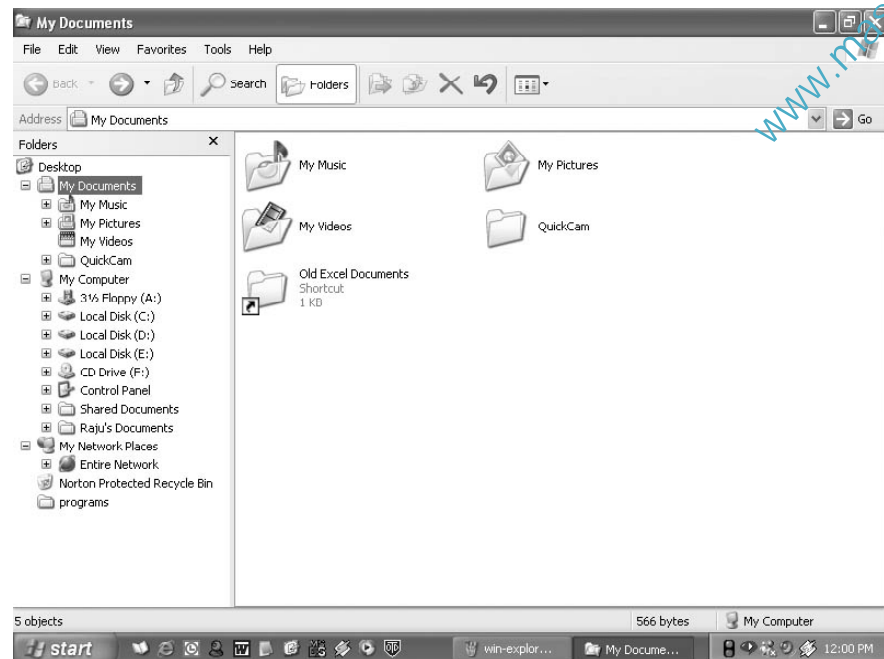 My Documents
File Edit View Favorites Tools Help
Back Search Folders
Address My Documents Go
Folders
Desktop
My Documents
My Music
My Pictures
My Videos
QuickCam
My Computer
3½ Floppy (A:)
Local Disk (C:)
Local Disk (D:)
Local Disk (E:)
CD Drive (F:)
Control Panel
Shared Documents
Raju's Documents
My Network Places
Entire Network
Norton Protected Recycle Bin
programs
My Music
My Pictures
My Videos
QuickCam
Old Excel Documents
Shortcut
1 KB
5 objects
566 bytes
My Computer
start
win-explor...
My Docume...
12:00 PM